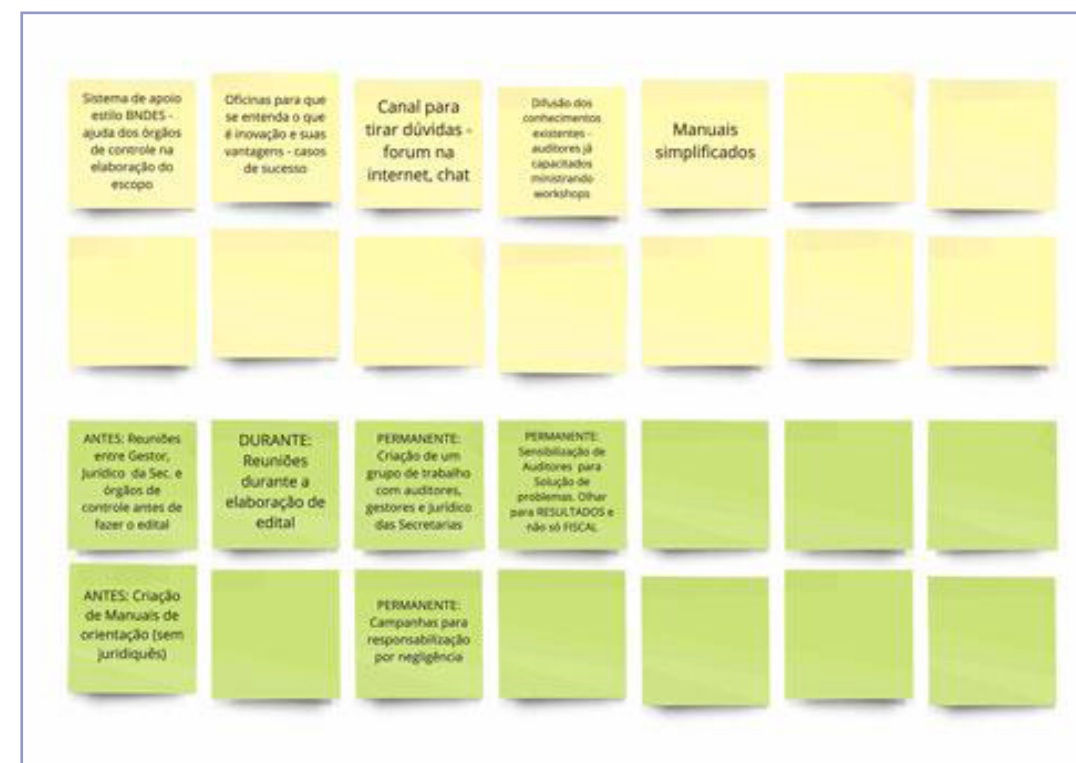 Sistema de apoio
estilo BNDES -
ajuda dos órgãos
de controle na
elaboração do
escopo
Oficinas para que
se entenda o que
é inovação e suas
vantagens - casos
de sucesso
Canal para
tirar dúvidas -
forum na
internet, chat
Difusão dos
conhecimentos
existentes -
auditores já
capacitados
ministrando
workshops
Manuais
simplificados
ANTES: Reuniões
entre Gestor,
Jurídico da Sec. e
órgãos de
controle antes de
fazer o edital
DURANTE:
Reuniões
durante a
elaboração de
edital
PERMANENTE:
Criação de um
grupo de trabalho
com auditores,
gestores e jurídico
das Secretarias
PERMANENTE:
Sensibilização de
Auditores para
Solução de
problemas. Olhar
para RESULTADOS e
não só FISCAL
ANTES: Criação
de Manuais de
orientação (sem
juridiquês)
PERMANENTE:
Campanhas para
responsabilização
por negligência